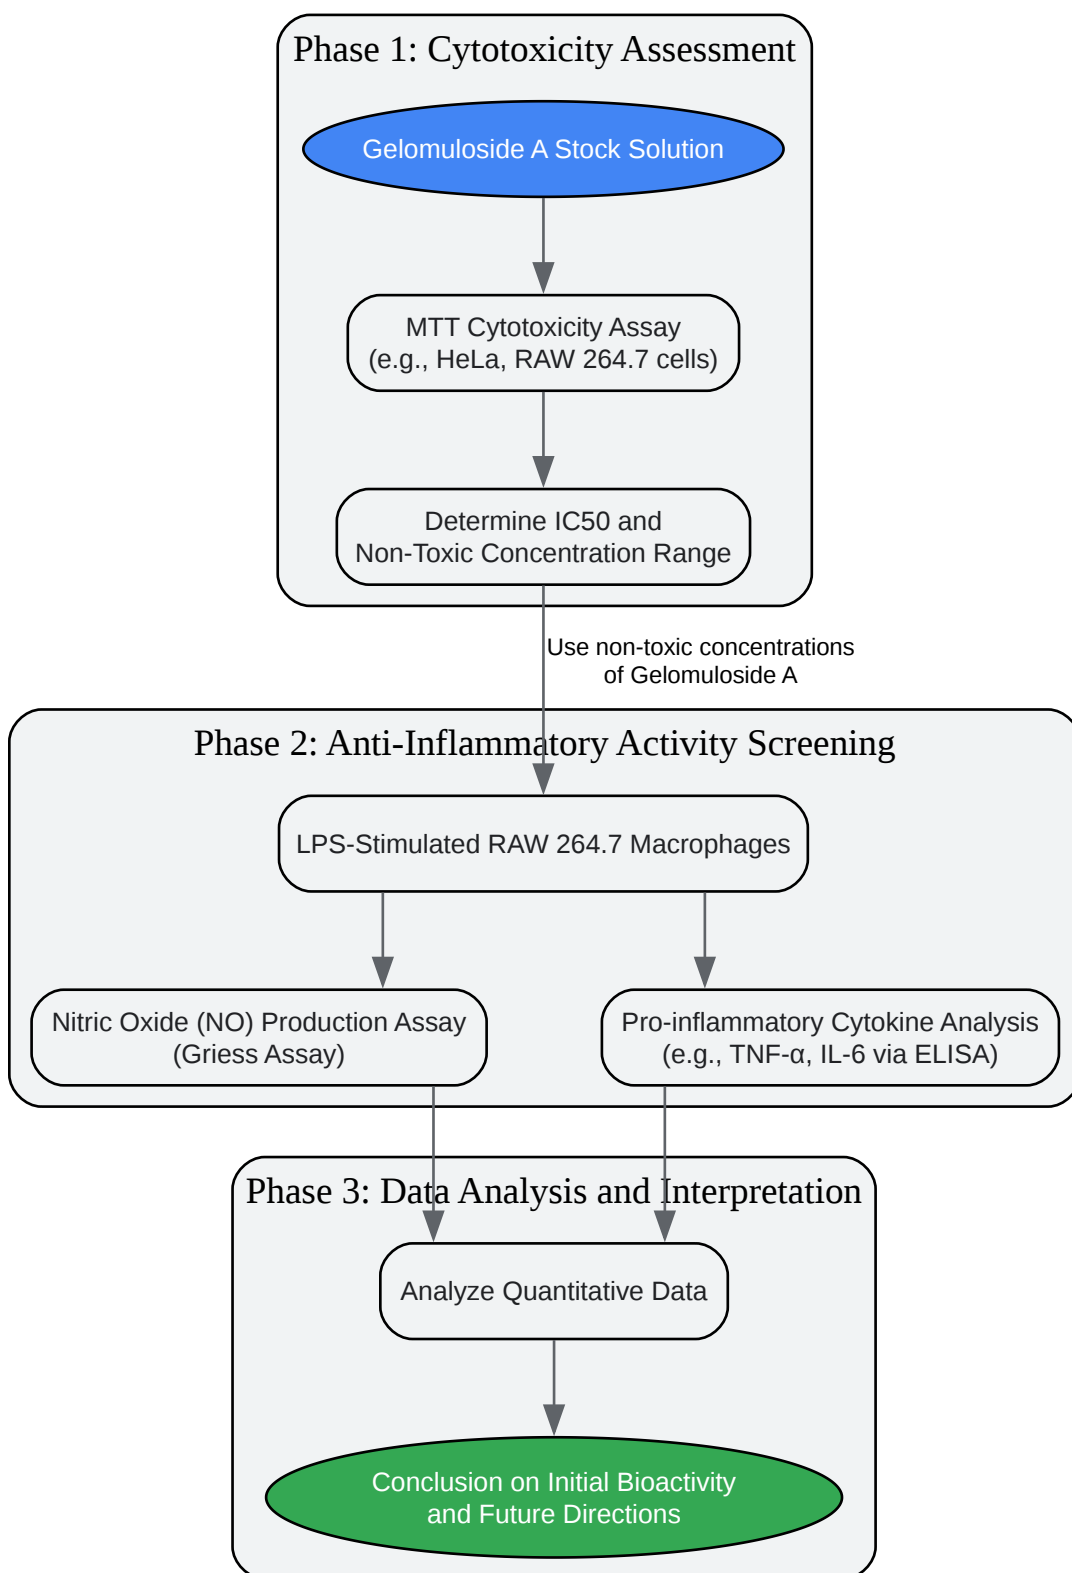 Phase 1: Cytotoxicity Assessment
Gelomuloside A Stock Solution
MTT Cytotoxicity Assay
(e.g., HeLa, RAW 264.7 cells)
Determine IC50 and
Non-Toxic Concentration Range
Use non-toxic concentrations
of Gelomuloside A
Phase 2: Anti-Inflammatory Activity Screening
LPS-Stimulated RAW 264.7 Macrophages
Nitric Oxide (NO) Production Assay
(Griess Assay)
Pro-inflammatory Cytokine Analysis
(e.g., TNF-α, IL-6 via ELISA)
Phase 3: Data Analysis and Interpretation
Analyze Quantitative Data
Conclusion on Initial Bioactivity
and Future Directions